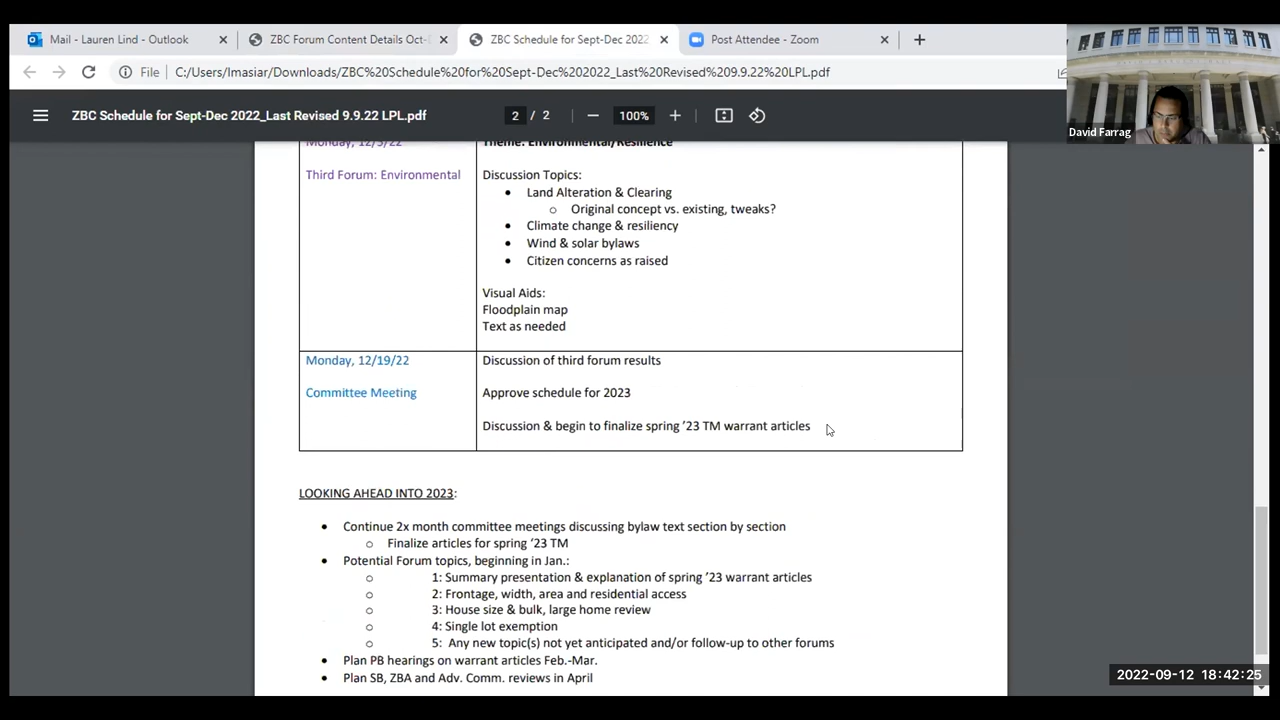 Mail - Lauren Lind - Outlook
ZBC Forum Content Details Oct-D
ZBC Schedule for Sept-Dec 2022
Post Attendee - Zoom
File C:/Users/lmasiar/Downloads/ZBC%20Schedule%20for%20Sept-Dec%202022_Last%20Revised%209.9.22%20LPL.pdf
ZBC Schedule for Sept-Dec 2022_Last Revised 9.9.22 LPL.pdf
2 / 2
100%
David Farrag
Monday, 12/5/22
Theme: Environmental/Resilience
Third Forum: Environmental
Discussion Topics:
• Land Alteration & Clearing
o Original concept vs. existing, tweaks?
• Climate change & resiliency
• Wind & solar bylaws
• Citizen concerns as raised
Visual Aids:
Floodplain map
Text as needed
Monday, 12/19/22
Discussion of third forum results
Committee Meeting
Approve schedule for 2023
Discussion & begin to finalize spring '23 TM warrant articles
LOOKING AHEAD INTO 2023:
• Continue 2x month committee meetings discussing bylaw text section by section
o Finalize articles for spring '23 TM
• Potential Forum topics, beginning in Jan.:
o 1: Summary presentation & explanation of spring '23 warrant articles
o 2: Frontage, width, area and residential access
o 3: House size & bulk, large home review
o 4: Single lot exemption
o 5: Any new topic(s) not yet anticipated and/or follow-up to other forums
• Plan PB hearings on warrant articles Feb.-Mar.
• Plan SB, ZBA and Adv. Comm. reviews in April
2022-09-12 18:42:25